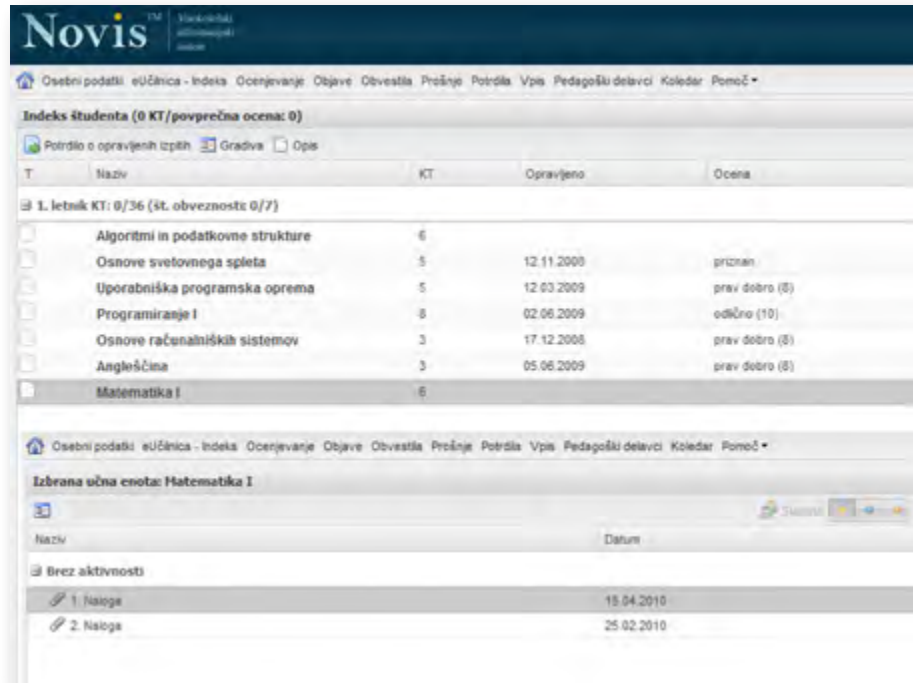 Novis TM
Osebni podatki eUčilnica - Indeks Ocenjevanje Objave Obvestila Prošnje Potrdila Vpis Pedagoški delavci Koledar Pomoč
Indeks študenta (0 KT/povprečna ocena: 0)
Potrdilo o opravljenih izpitih Gradiva Opis
T Naziv KT Opravljeno Ocena
1. letnik KT: 0/36 (št. obveznosti: 0/7)
Algoritmi in podatkovne strukture 6
Osnove svetovnega spleta 5 12.11.2008 priznan
Uporabniška programska oprema 5 12.03.2009 prav dobro (8)
Programiranje I 8 02.06.2009 odlično (10)
Osnove računalniških sistemov 3 17.12.2008 prav dobro (8)
Angleščina 3 05.06.2009 prav dobro (8)
Matematika I 6
Osebni podatki eUčilnica - Indeks Ocenjevanje Objave Obvestila Prošnje Potrdila Vpis Pedagoški delavci Koledar Pomoč
Izbrana učna enota: Matematika I
Naziv Datum
Brez aktivnosti
1. Naloga 15.04.2010
2. Naloga 25.02.2010